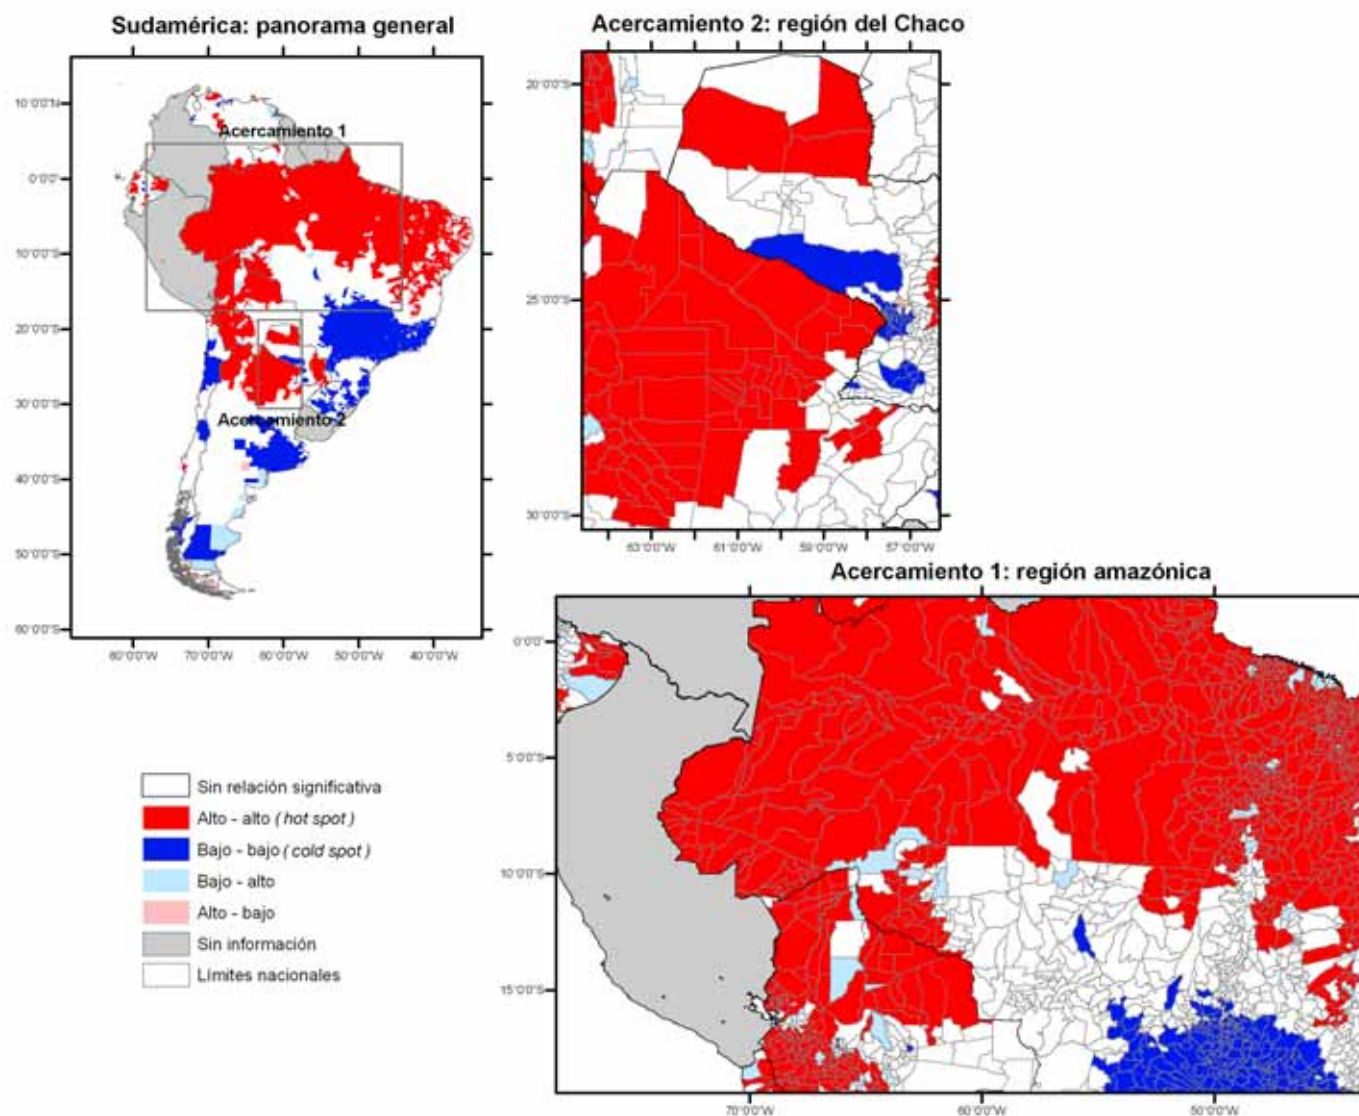 Sudamérica: panorama general
Acercamiento 2: región del Chaco
10°0'0"N
0°0'0"
10°0'0"S
20°0'0"S
30°0'0"S
40°0'0"S
50°0'0"S
60°0'0"S
80°0'0"W 70°0'0"W 60°0'0"W 50°0'0"W 40°0'0"W
Acercamiento 1
Acercamiento 2
20°0'0"S
25°0'0"S
30°0'0"S
63°0'0"W 61°0'0"W 59°0'0"W 57°0'0"W
Acercamiento 1: región amazónica
0°0'0"
5°0'0"S
10°0'0"S
15°0'0"S
70°0'0"W 60°0'0"W 50°0'0"W
Sin relación significativa
Alto - alto ( hot spot )
Bajo - bajo ( cold spot )
Bajo - alto
Alto - bajo
Sin información
Límites nacionales